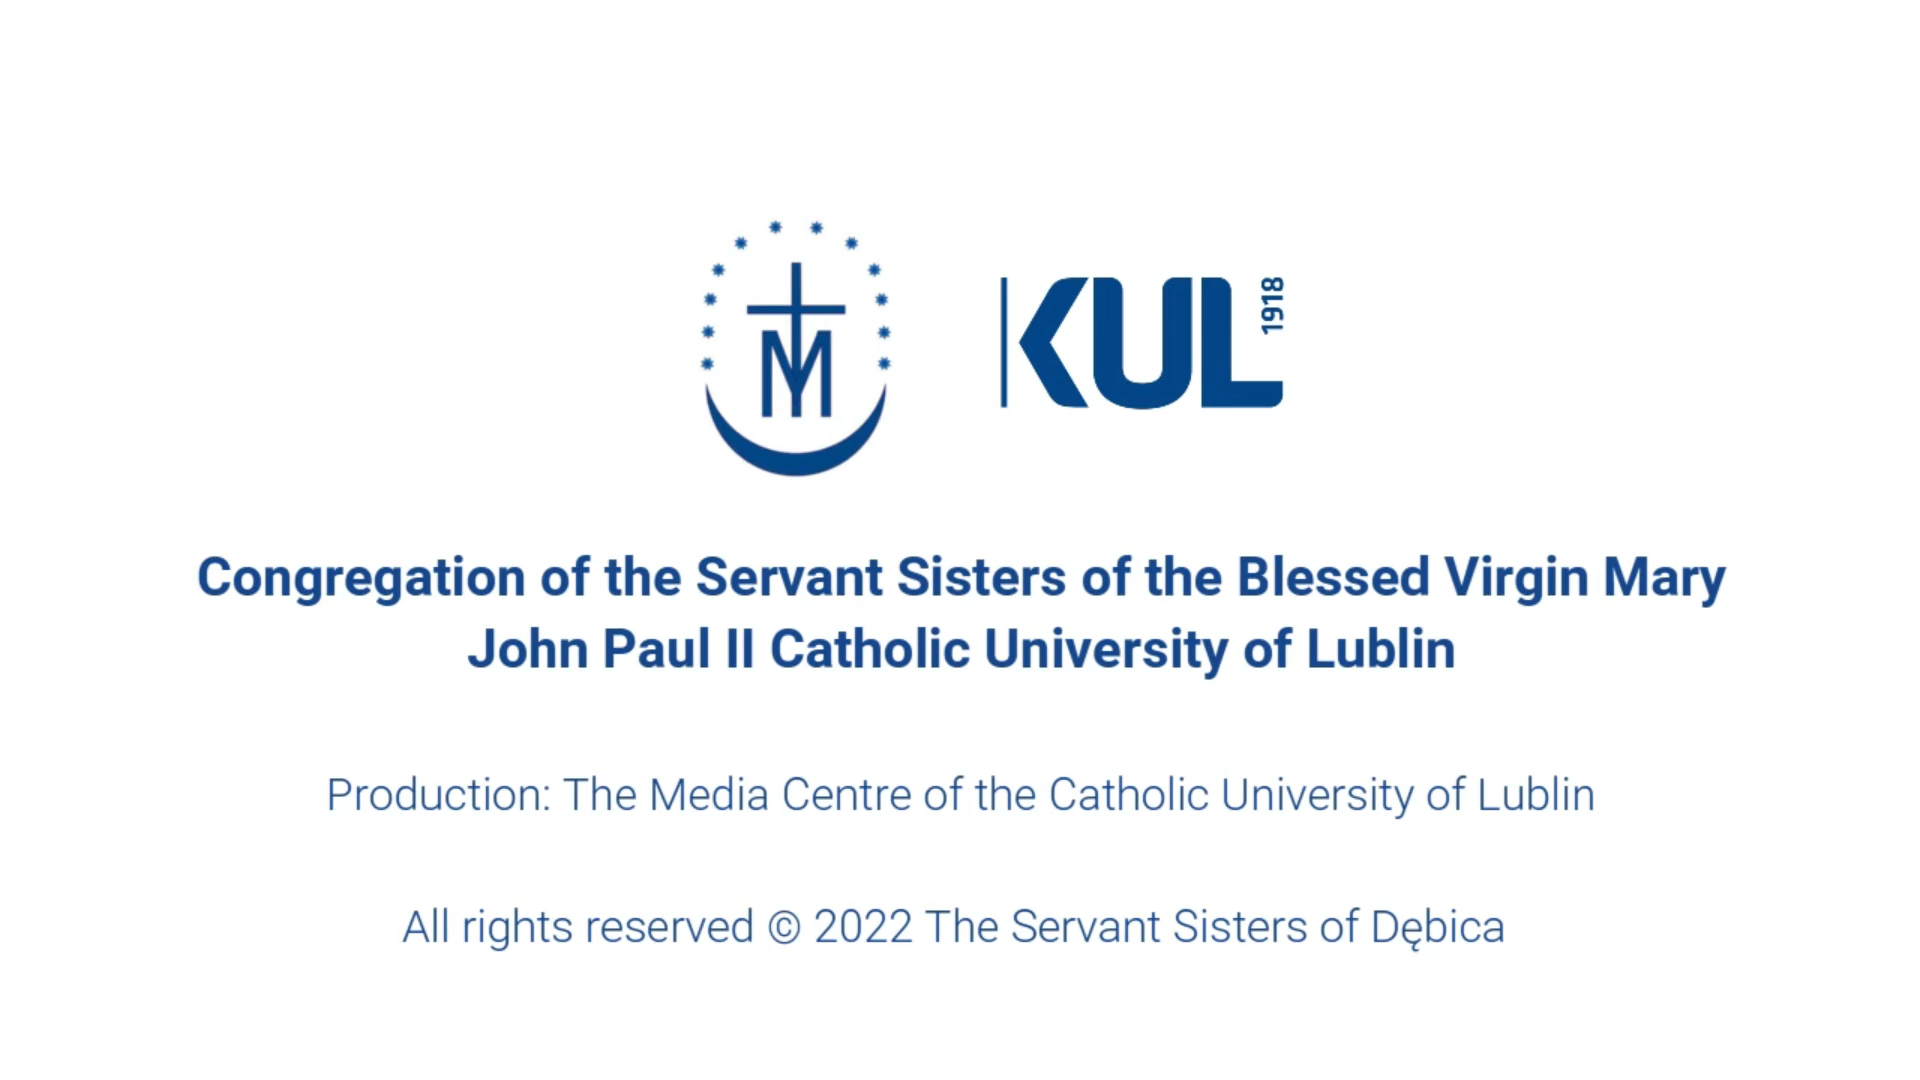 KUL 1918
Congregation of the Servant Sisters of the Blessed Virgin Mary
John Paul II Catholic University of Lublin
Production: The Media Centre of the Catholic University of Lublin
All rights reserved © 2022 The Servant Sisters of Dębica